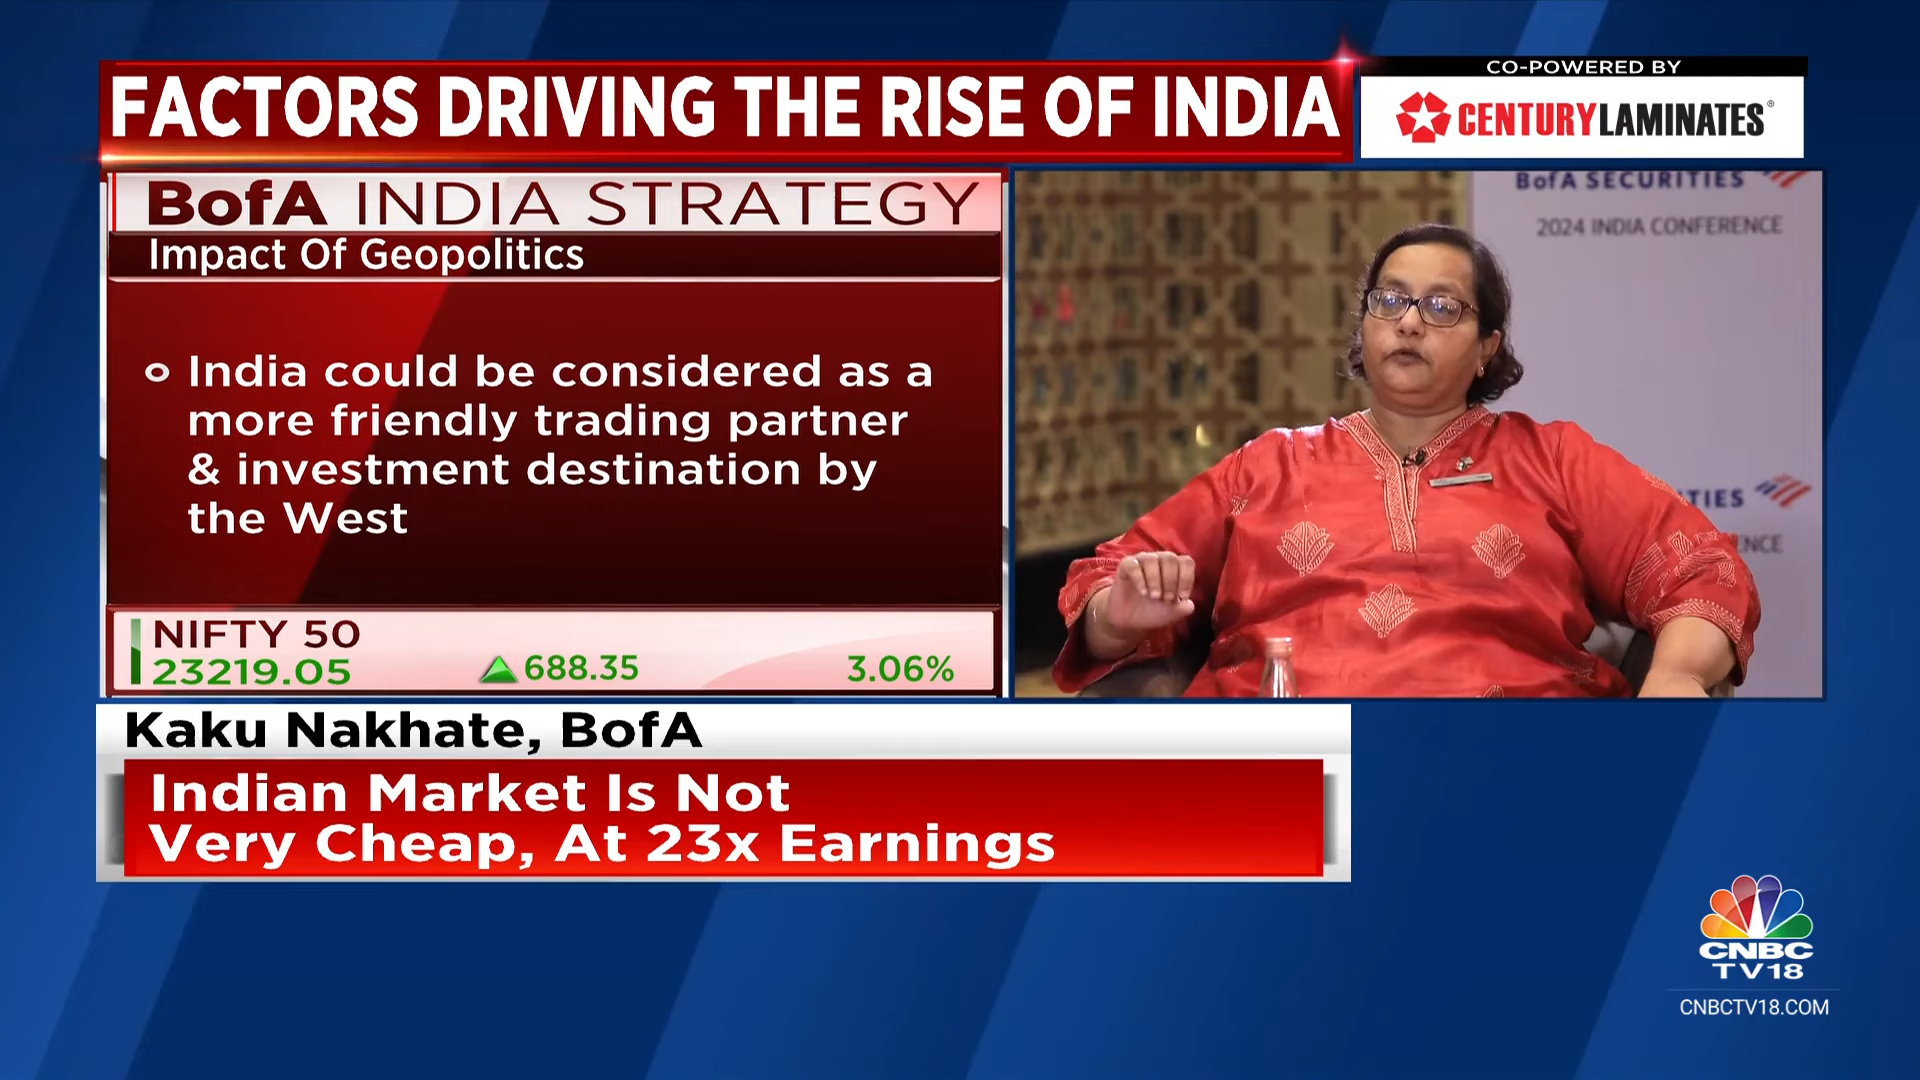 FACTORS DRIVING THE RISE OF INDIA
CO-POWERED BY
CENTURYLAMINATES®
BofA INDIA STRATEGY
Impact Of Geopolitics
o India could be considered as a
more friendly trading partner
& investment destination by
the West
NIFTY 50
23219.05 ▲688.35 3.06%
BofA SECURITIES
2024 INDIA CONFERENCE
TIES
ENCE
Kaku Nakhate, BofA
Indian Market Is Not
Very Cheap, At 23x Earnings
CNBC
TV18
CNBCTV18.COM